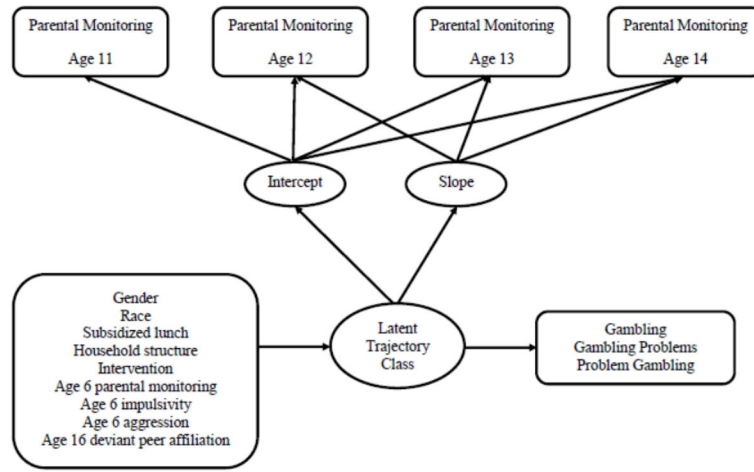 Parental Monitoring
Age 11
Parental Monitoring
Age 12
Parental Monitoring
Age 13
Parental Monitoring
Age 14
Intercept
Slope
Gender
Race
Subsidized lunch
Household structure
Intervention
Age 6 parental monitoring
Age 6 impulsivity
Age 6 aggression
Age 16 deviant peer affiliation
Latent
Trajectory
Class
Gambling
Gambling Problems
Problem Gambling